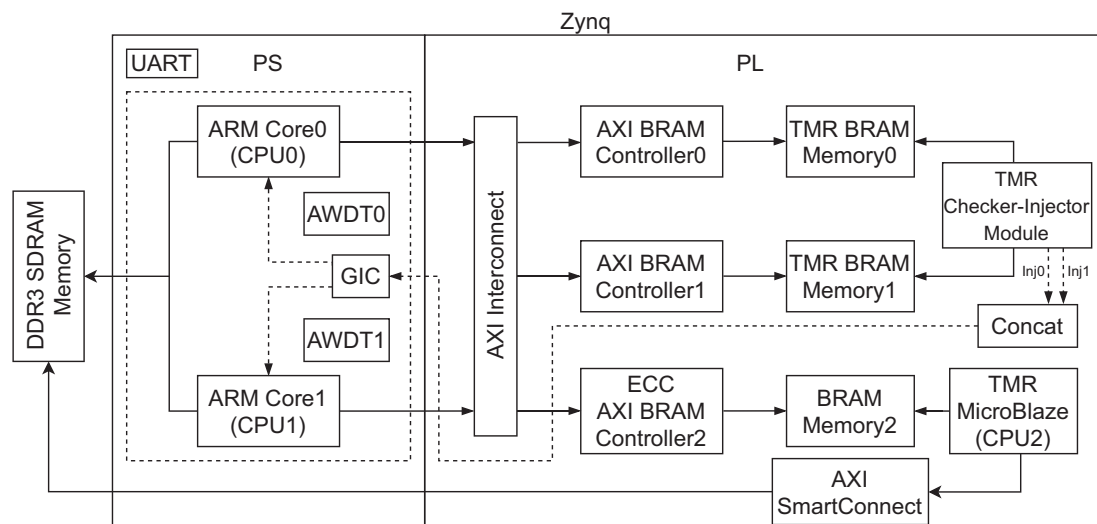 Zynq
UART
PS
PL
ARM Core0
(CPU0)
AXI BRAM
Controller0
TMR BRAM
Memory0
TMR
Checker-Injector
Module
AWDT0
DDR3 SDRAM
Memory
GIC
AXI Interconnect
AXI BRAM
Controller1
TMR BRAM
Memory1
Inj0
Inj1
AWDT1
Concat
ARM Core1
(CPU1)
ECC
AXI BRAM
Controller2
BRAM
Memory2
TMR
MicroBlaze
(CPU2)
AXI
SmartConnect